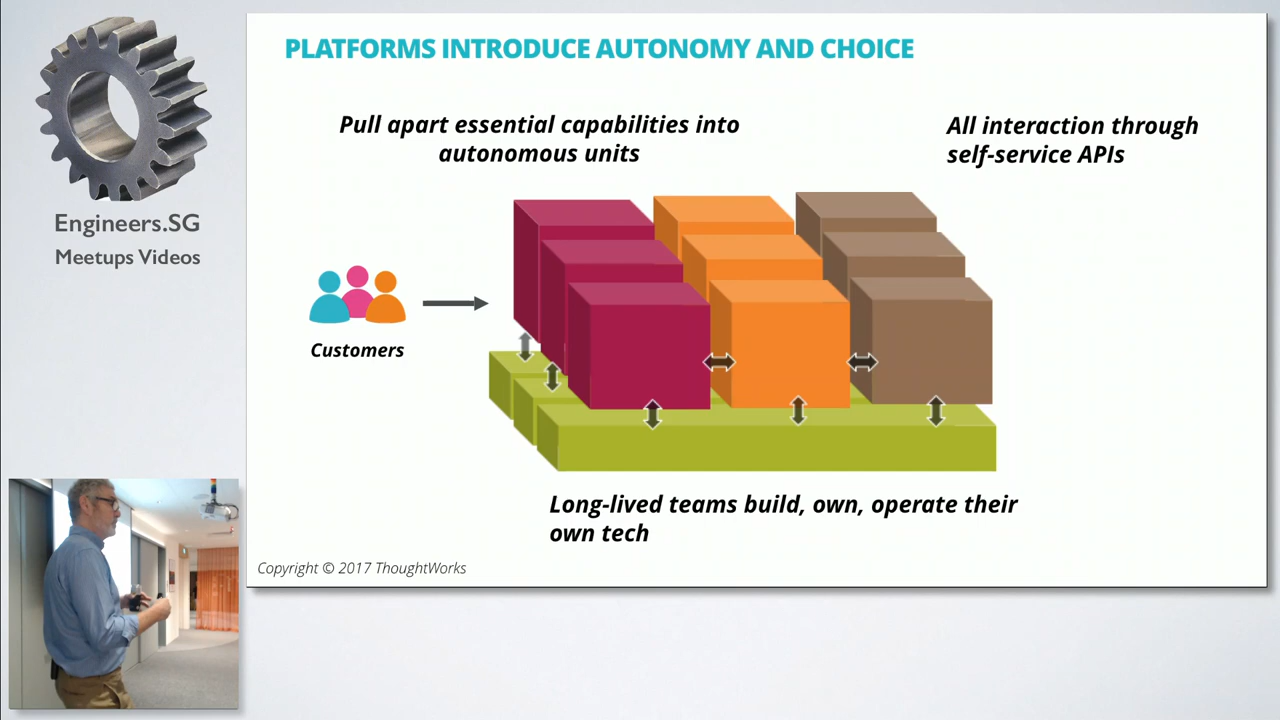 Engineers.SG
Meetups Videos
PLATFORMS INTRODUCE AUTONOMY AND CHOICE
Pull apart essential capabilities into
autonomous units
All interaction through
self-service APIs
Customers
Long-lived teams build, own, operate their
own tech
Copyright © 2017 ThoughtWorks